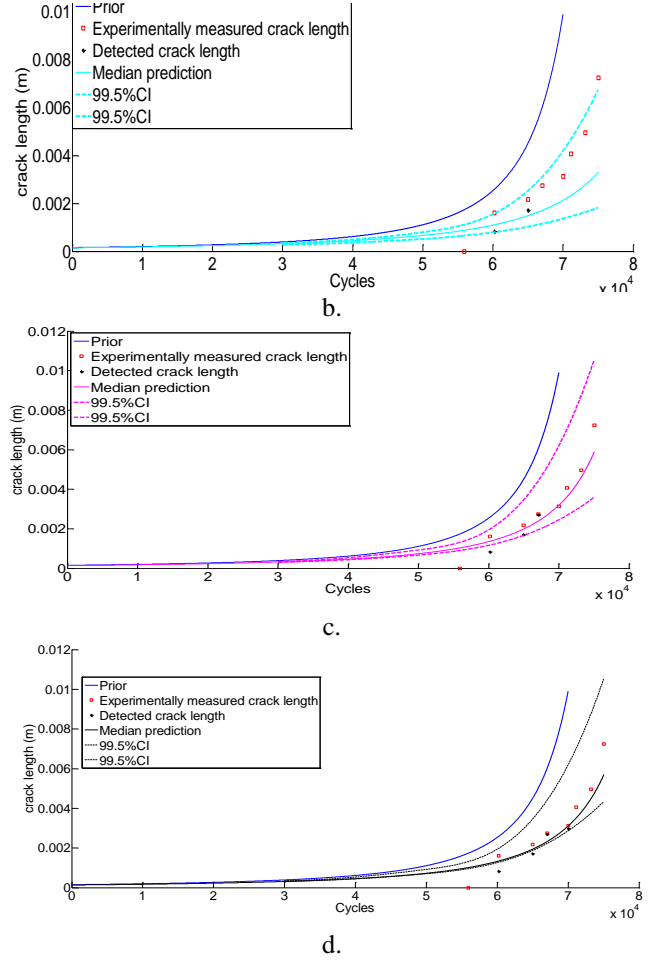 0.01
0.008
0.006
0.004
0.002
0
crack length (m)
Prior
Experimentally measured crack length
Detected crack length
Median prediction
99.5%CI
99.5%CI
0 1 2 3 4 5 6 7 8
Cycles
x 10^4
b.
0.012
0.01
0.008
0.006
0.004
0.002
0
crack length (m)
Prior
Experimentally measured crack length
Detected crack length
Median prediction
99.5%CI
99.5%CI
0 1 2 3 4 5 6 7 8
Cycles
x 10^4
c.
0.012
0.01
0.008
0.006
0.004
0.002
0
crack length (m)
Prior
Experimentally measured crack length
Detected crack length
Median prediction
99.5%CI
99.5%CI
0 1 2 3 4 5 6 7 8
Cycles
x 10^4
d.